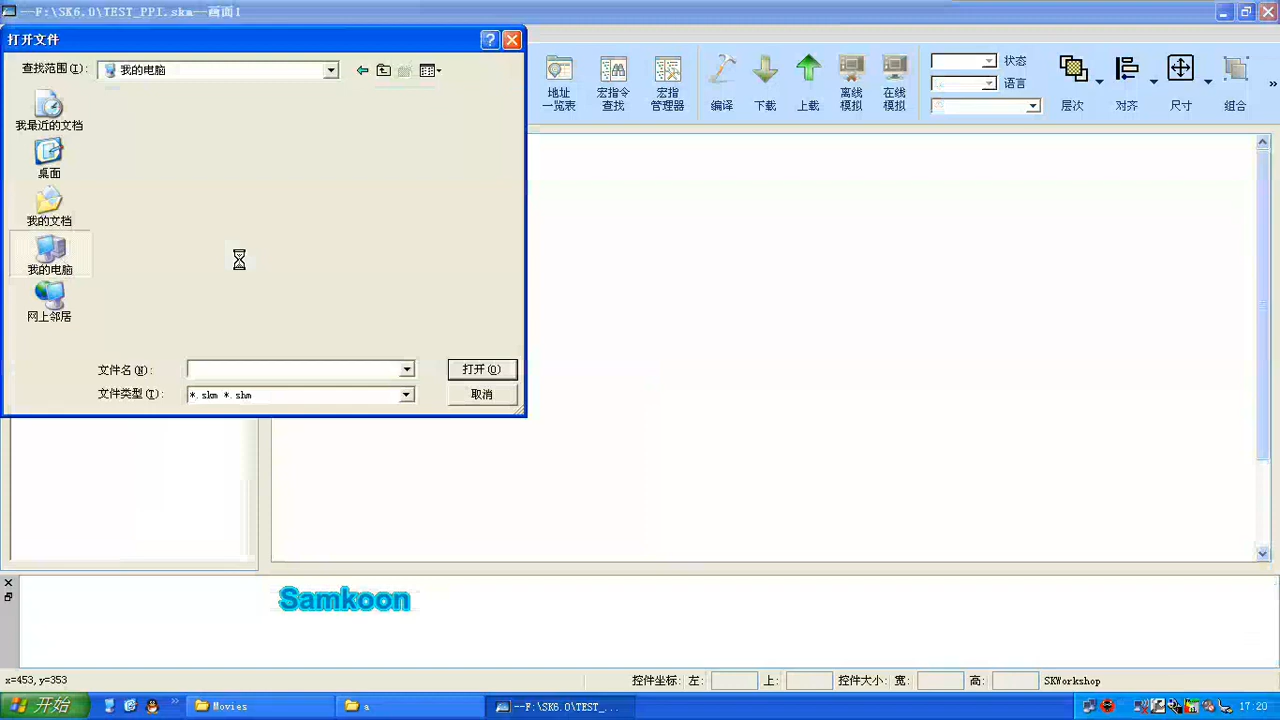 --F:\SK6.0\TEST_PPI.skm--画面1
打开文件
查找范围(I):
我的电脑
我最近的文档
桌面
我的文档
我的电脑
网上邻居
文件名(N):
打开(O)
文件类型(T):
*.skm *.shm
取消
地址一览表
宏指令查找
宏指管理器
编译
下载
上载
离线模拟
在线模拟
状态
语言
层次
对齐
尺寸
组合
Samkoon
x=453, y=353
控件坐标: 左:
上:
控件大小: 宽:
高:
SKWorkshop
开始
Movies
a
--F:\SK6.0\TEST_...
17:20